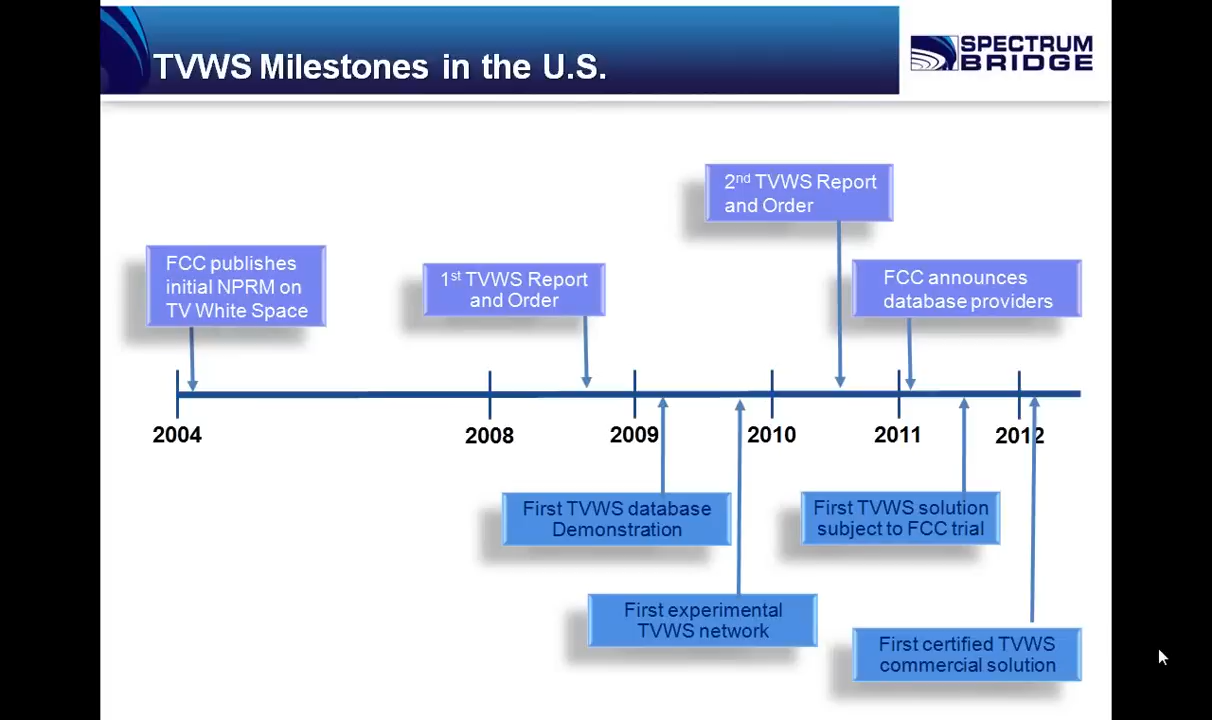 TVWS Milestones in the U.S.
SPECTRUM
BRIDGE
2nd TVWS Report
and Order
FCC publishes
initial NPRM on
TV White Space
1st TVWS Report
and Order
FCC announces
database providers
2004
2008
2009
2010
2011
2012
First TVWS database
Demonstration
First TVWS solution
subject to FCC trial
First experimental
TVWS network
First certified TVWS
commercial solution